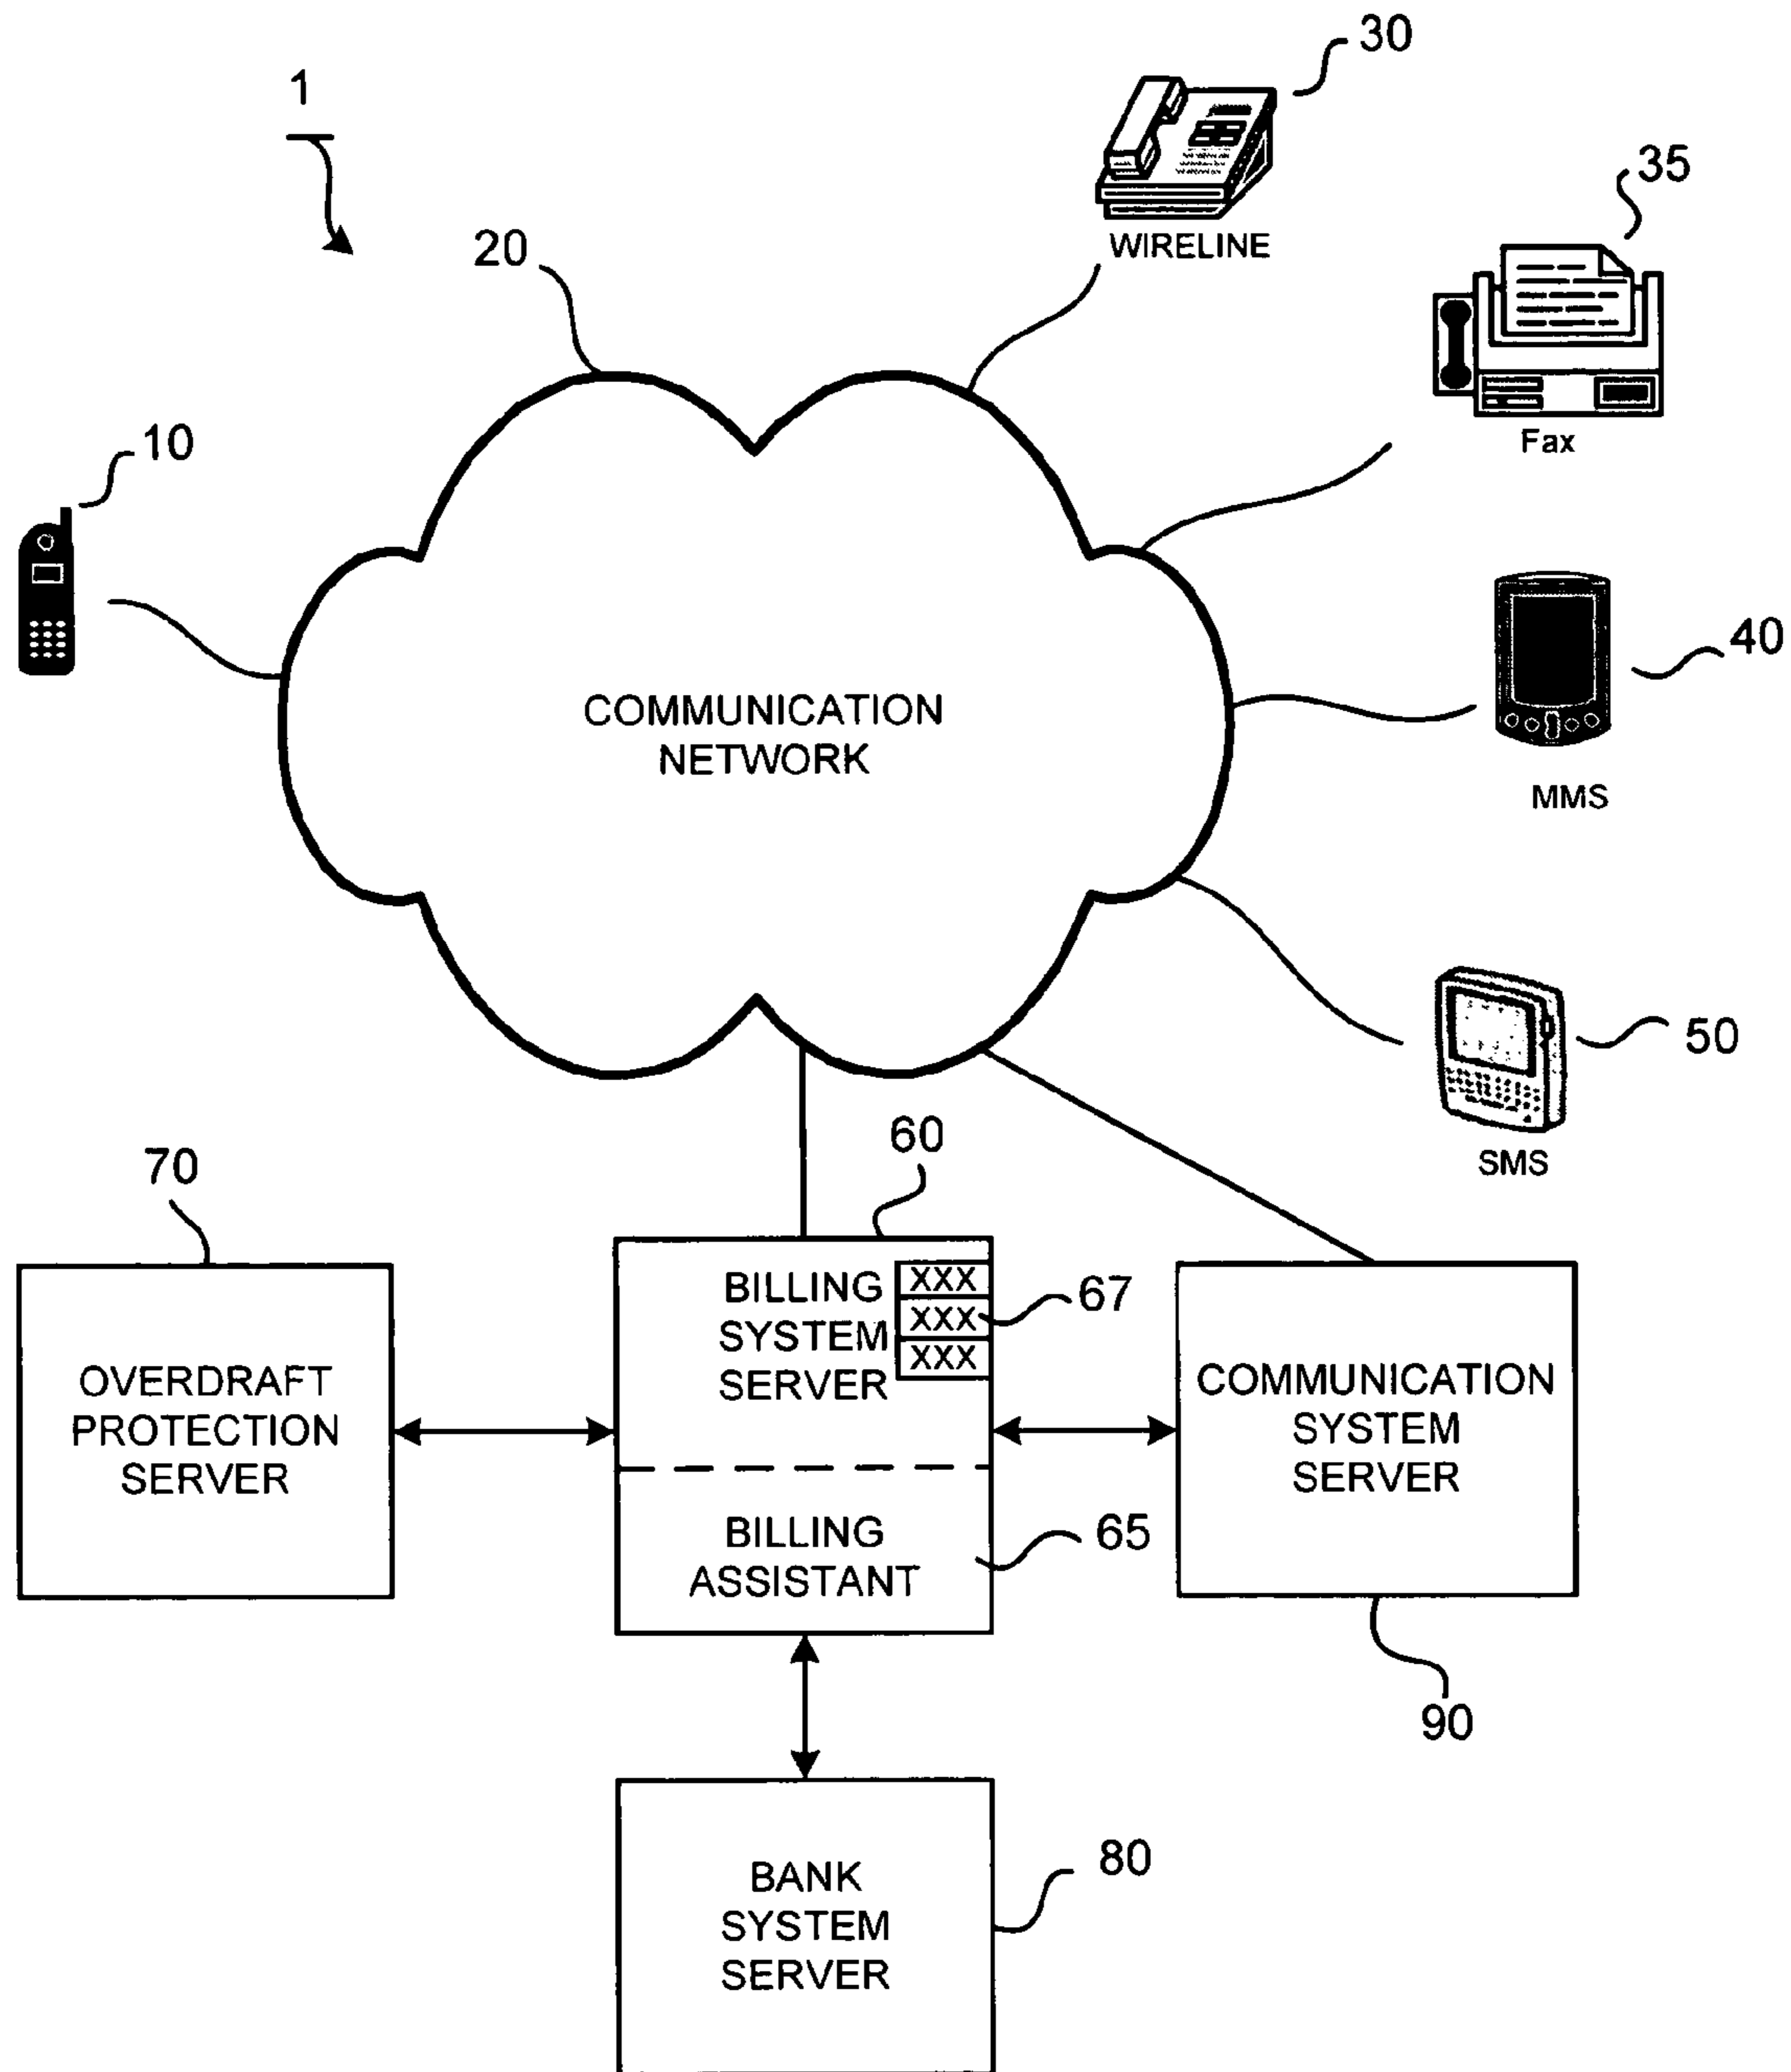 1
30
WIRELINE
35
Fax
20
10
COMMUNICATION
NETWORK
40
MMS
50
SMS
70
60
OVERDRAFT
PROTECTION
SERVER
BILLING
SYSTEM
SERVER
XXX
XXX
XXX
67
BILLING
ASSISTANT
65
COMMUNICATION
SYSTEM
SERVER
90
BANK
SYSTEM
SERVER
80